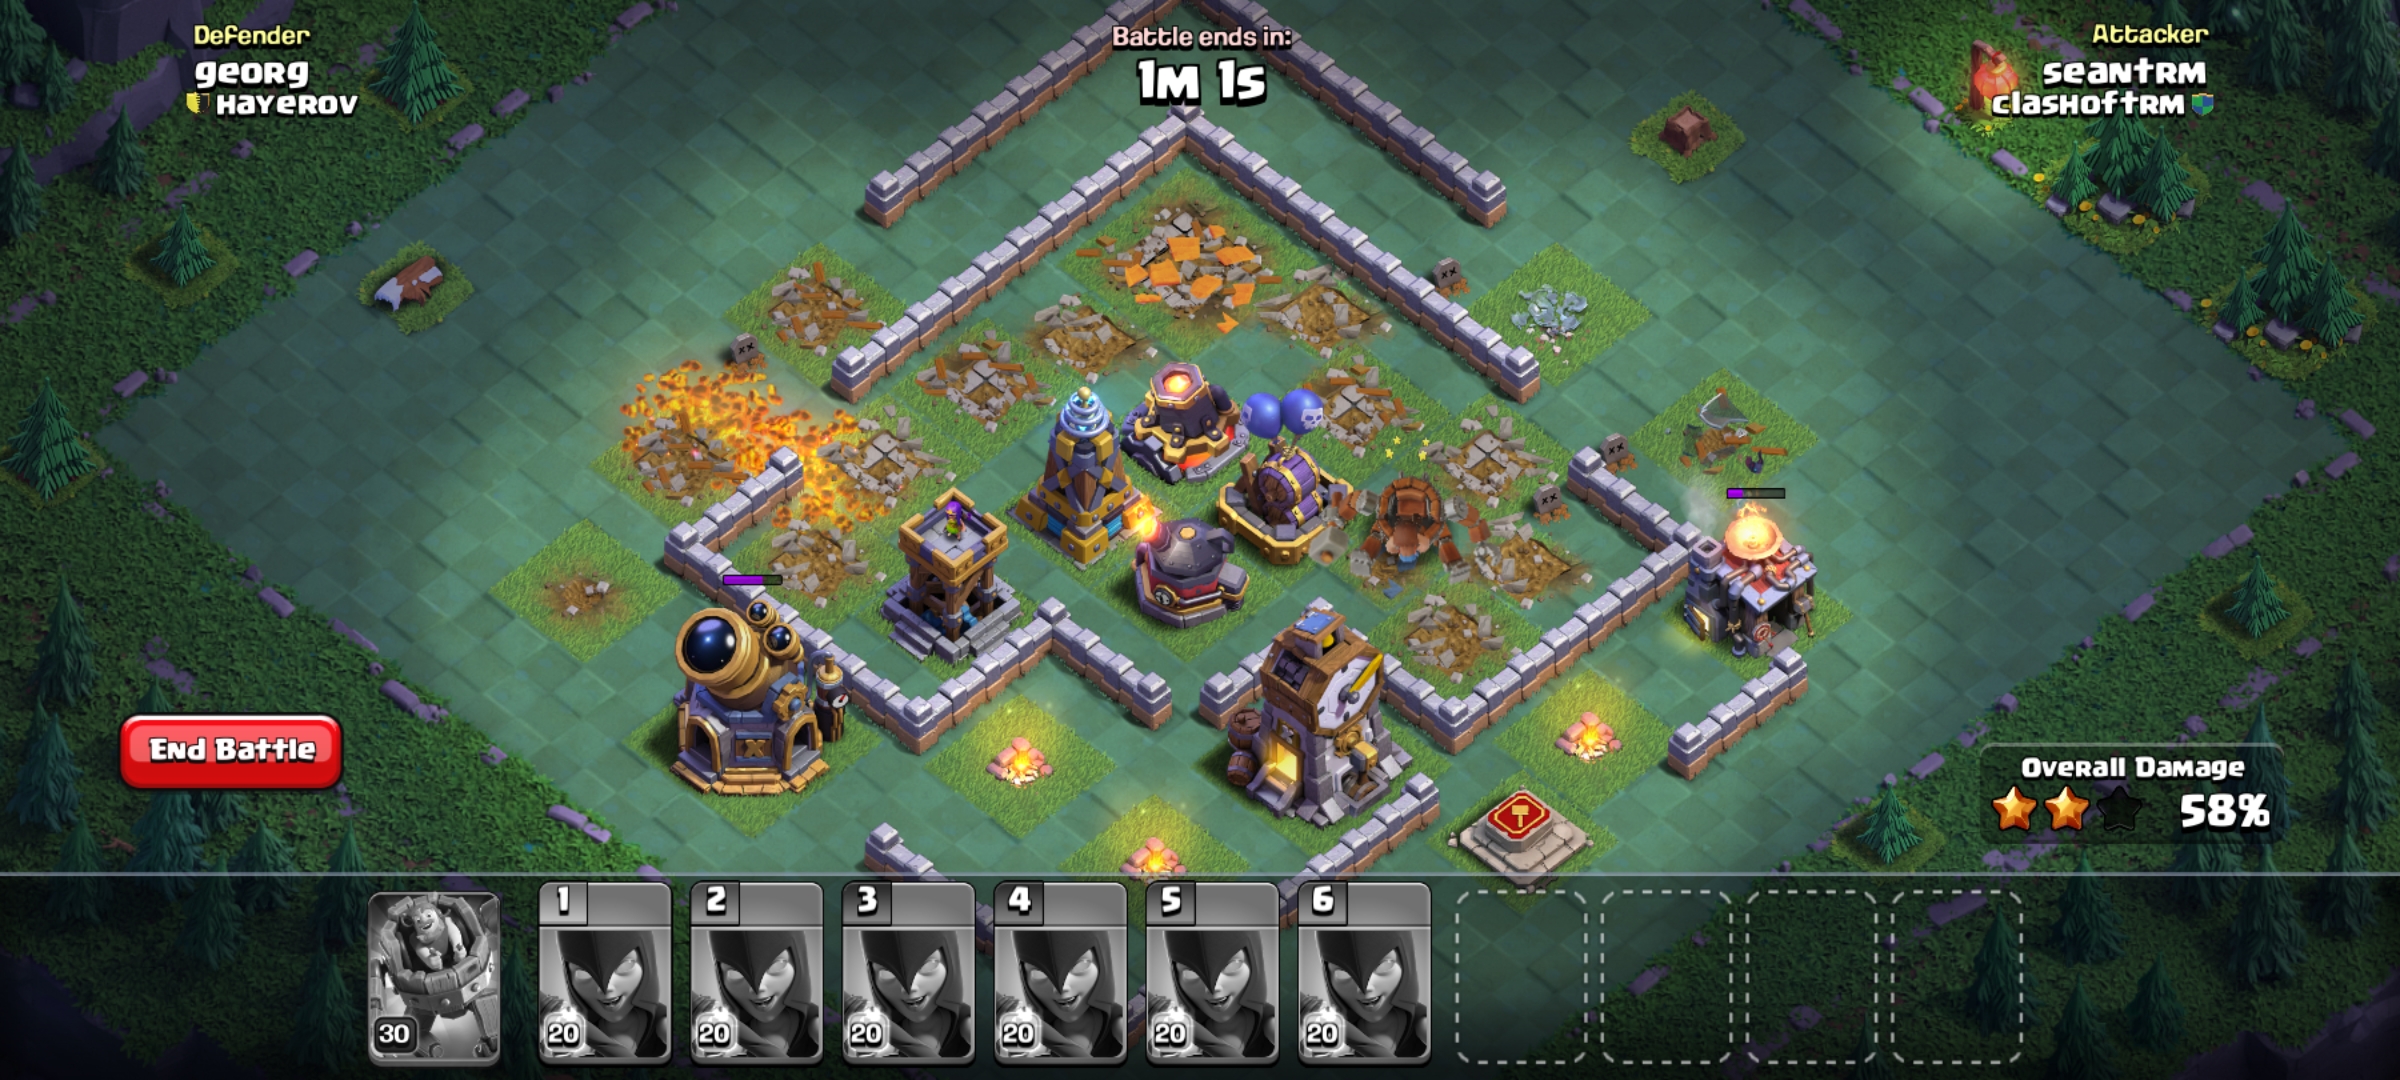 Defender
georg
HAYEROV
Battle ends in:
1M 1s
Attacker
seantRM
clashoftRM
End Battle
Overall Damage
58%
1
2
3
4
5
6
30
20
20
20
20
20
20